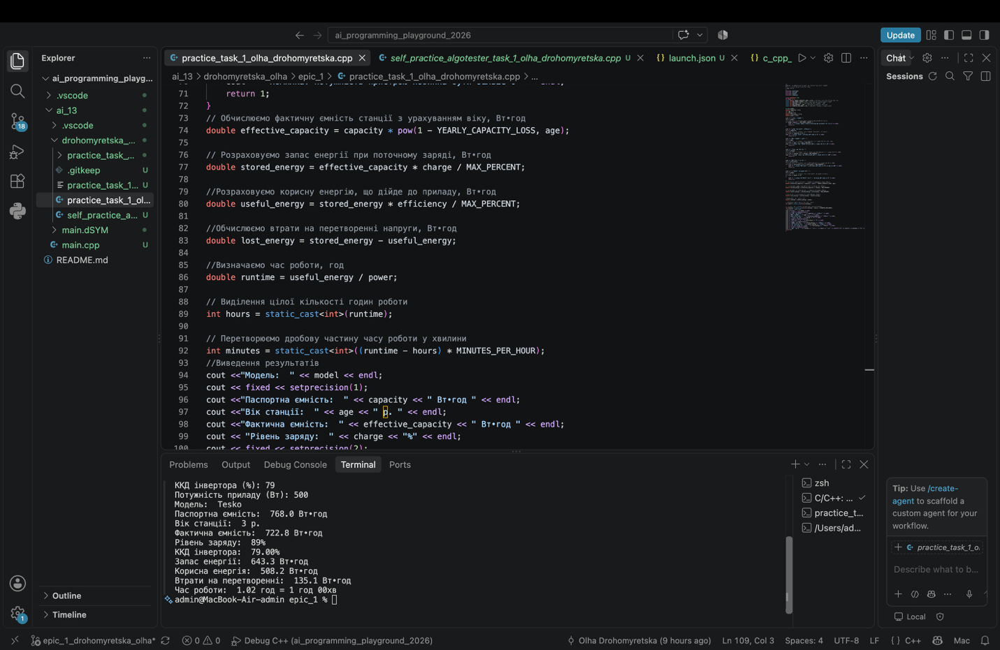 ai_programming_playground_2026
Update
Explorer
ai_programming_playg...
.vscode
ai_13
.vscode
drohomyretska_...
practice_task_...
.gitkeep U
practice_task_1... U
practice_task_1_ol...
self_practice_a... U
main.dSYM
main.cpp U
README.md
Outline
Timeline
18
1
practice_task_1_olha_drohomyretska.cpp
self_practice_algotester_task_1_olha_drohomyretska.cpp U
{} launch.json U
{} c_cpp_
ai_13 > drohomyretska_olha > epic_1 > practice_task_1_olha_drohomyretska.cpp > ...
71 return 1;
72 }
73 // Обчислюємо фактичну ємність станції з урахуванням віку, Вт•год
74 double effective_capacity = capacity * pow(1 - YEARLY_CAPACITY_LOSS, age);
75
76 // Розраховуємо запас енергії при поточному заряді, Вт•год
77 double stored_energy = effective_capacity * charge / MAX_PERCENT;
78
79 //Розраховуємо корисну енергію, що дійде до приладу, Вт•год
80 double useful_energy = stored_energy * efficiency / MAX_PERCENT;
81
82 //Обчислюємо втрати на перетворенні напруги, Вт•год
83 double lost_energy = stored_energy - useful_energy;
84
85 //Визначаємо час роботи, год
86 double runtime = useful_energy / power;
87
88 // Виділення цілої кількості годин роботи
89 int hours = static_cast<int>(runtime);
90
91 // Перетворюємо дробову частину часу роботи у хвилини
92 int minutes = static_cast<int>((runtime - hours) * MINUTES_PER_HOUR);
93 //Виведення результатів
94 cout <<"Модель:  " << model << endl;
95 cout << fixed << setprecision(1);
96 cout <<"Паспортна ємність:  " << capacity << " Вт•год " << endl;
97 cout <<"Вік станції:  " << age << " р. " << endl;
98 cout <<"Фактична ємність:  " << effective_capacity << " Вт•год " << endl;
99 cout << "Рівень заряду:  " << charge << "%" << endl;
100 cout << fixed << setprecision(2);
Problems Output Debug Console Terminal Ports
ККД інвертора (%): 79
Потужність приладу (Вт): 500
Модель:  Tesko
Паспортна ємність:  768.0 Вт•год
Вік станції:  3 р.
Фактична ємність:  722.8 Вт•год
Рівень заряду:  89%
ККД інвертора:  79.00%
Запас енергії:  643.3 Вт•год
Корисна енергія:  508.2 Вт•год
Втрати на перетворенні:  135.1 Вт•год
Час роботи:  1.02 год = 1 год 00хв
admin@MacBook-Air-admin epic_1 %
zsh
C/C++: ...
practice_t...
/Users/ad...
Chat
Sessions
Tip: Use /create-
agent to scaffold a
custom agent for your
workflow.
practice_task_1_o
Describe what to b...
Local
epic_1_drohomyretska_olha* 0 0 Debug C++ (ai_programming_playground_2026) Olha Drohomyretska (9 hours ago) Ln 109, Col 3 Spaces: 4 UTF-8 LF {} C++ Mac